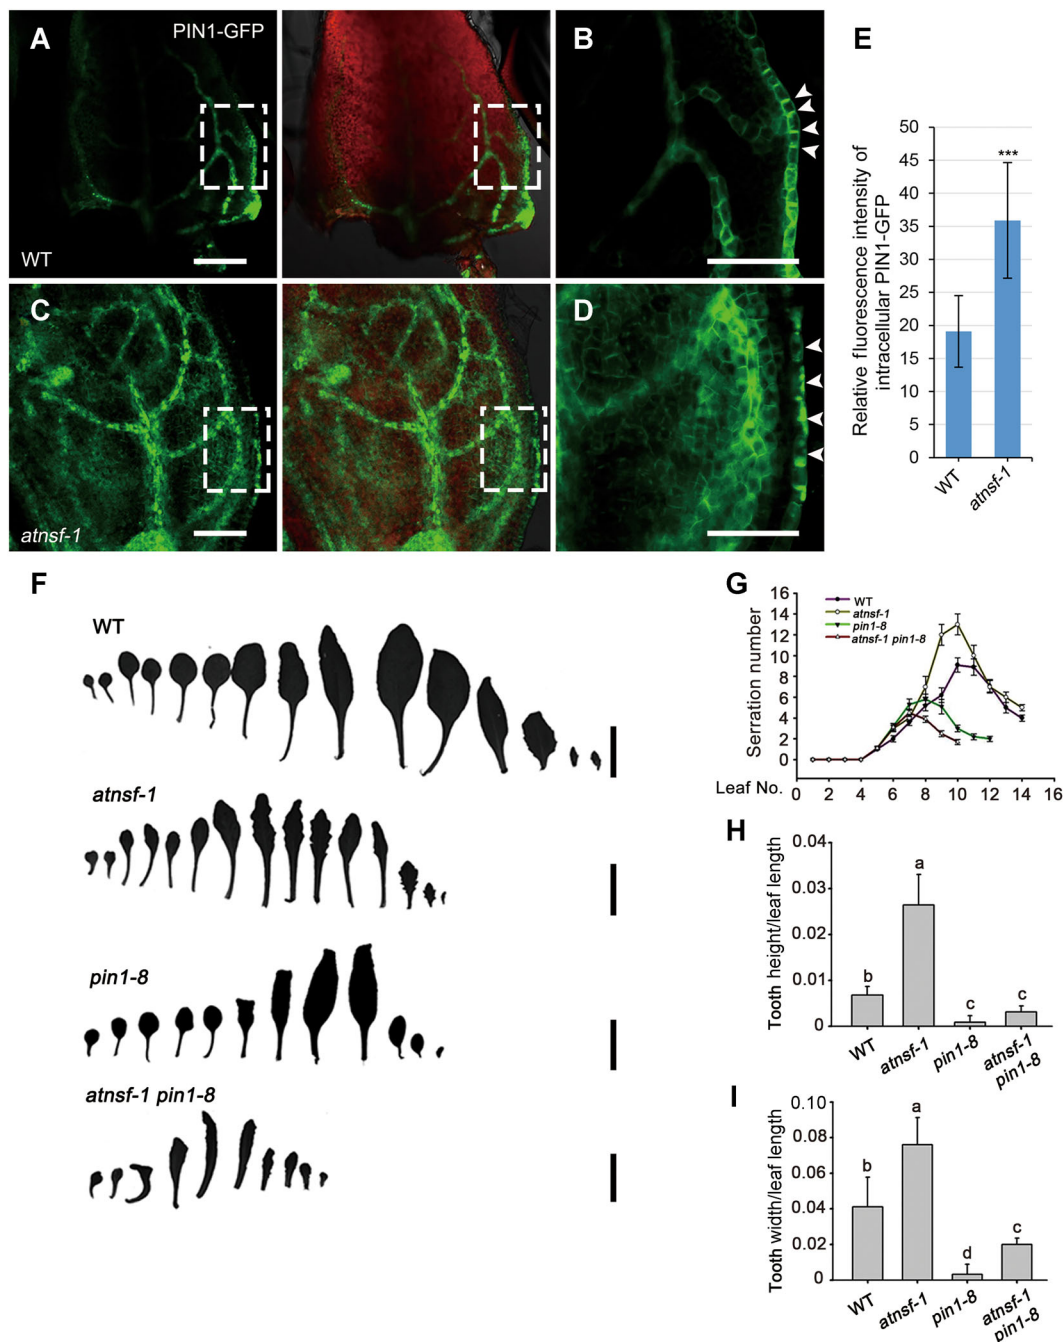 A
PIN1-GFP
WT
B
C
atnsf-1
D
E
Relative fluorescence intensity of
intracellular PIN1-GFP
50
45
40
35
30
25
20
15
10
5
0
***
WT
atnsf-1
F
WT
atnsf-1
pin1-8
atnsf-1 pin1-8
G
Serration number
16
14
12
10
8
6
4
2
0
WT
atnsf-1
pin1-8
atnsf-1 pin1-8
Leaf No.
0 2 4 6 8 10 12 14 16
H
Tooth height/leaf length
0.04
0.03
0.02
0.01
0
b
a
c
c
WT
atnsf-1
pin1-8
atnsf-1
pin1-8
I
Tooth width/leaf length
0.10
0.08
0.06
0.04
0.02
0
b
a
d
c
WT
atnsf-1
pin1-8
atnsf-1
pin1-8